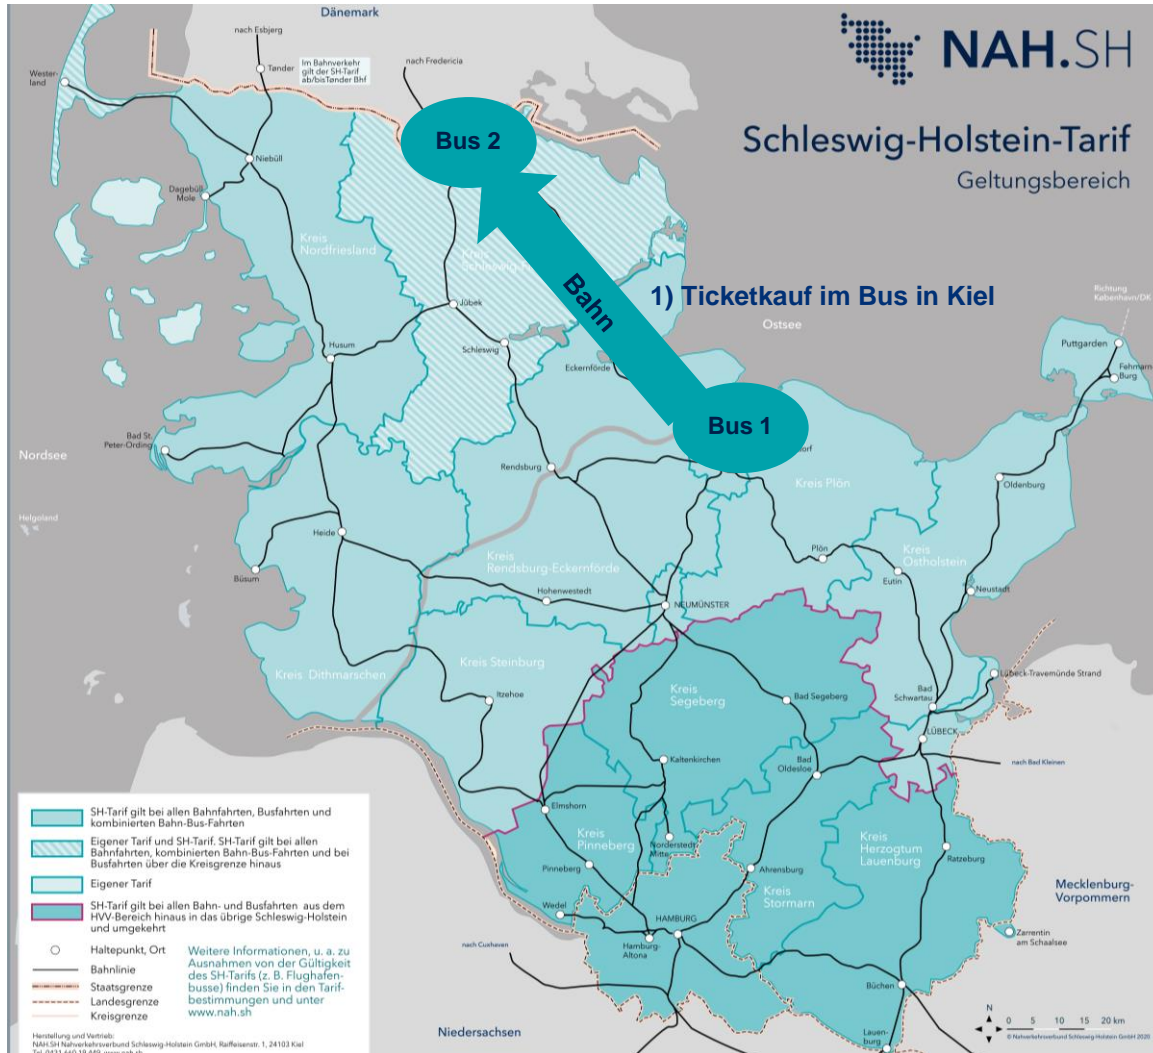 Dänemark
nach Esbjerg
Tønder
Im Bahnverkehr
gilt der SH-Tarif
ab/bisTønder Bhf
nach Fredericia
NAH.SH
Schleswig-Holstein-Tarif
Geltungsbereich
Wester-
land
Bus 2
Niebüll
Dagebüll
Mole
Kreis
Nordfriesland
Kreis
Bahn
1) Ticketkauf im Bus in Kiel
Richtung
København/DK
Jübek
Ostsee
Schleswig
Husum
Eckernförde
Puttgarden
Fehmarn-
Burg
Bus 1
Bad St.
Peter-Ording
Nordsee
Rendsburg
Kreis Plön
Oldenburg
Helgoland
Heide
Büsum
Kreis
Rendsburg-Eckernförde
Plön
Kreis
Ostholstein
Eutin
Neustadt
Hohenwestedt
NEUMÜNSTER
Kreis Dithmarschen
Kreis Steinburg
Itzehoe
Kreis
Segeberg
Bad Segeberg
Lübeck-Travemünde Strand
Bad
Schwartau
LÜBECK
nach Bad Kleinen
Kaltenkirchen
Bad
Oldesloe
Elmshorn
Kreis
Pinneberg
Norderstedt
Mitte
Kreis
Herzogtum
Lauenburg
Ratzeburg
Pinneberg
Ahrensburg
Kreis
Stormarn
Mecklenburg-
Vorpommern
Wedel
HAMBURG
Hamburg-
Altona
Zarrentin
am Schaalsee
nach Cuxhaven
Büchen
Lauen-
burg
Niedersachsen
SH-Tarif gilt bei allen Bahnfahrten, Busfahrten und
kombinierten Bahn-Bus-Fahrten
Eigener Tarif und SH-Tarif. SH-Tarif gilt bei allen
Bahnfahrten, kombinierten Bahn-Bus-Fahrten und bei
Busfahrten über die Kreisgrenze hinaus
Eigener Tarif
SH-Tarif gilt bei allen Bahn- und Busfahrten aus dem
HVV-Bereich hinaus in das übrige Schleswig-Holstein
und umgekehrt
Haltepunkt, Ort
Bahnlinie
Staatsgrenze
Landesgrenze
Kreisgrenze
Weitere Informationen, u. a. zu
Ausnahmen von der Gültigkeit
des SH-Tarifs (z. B. Flughafen-
busse) finden Sie in den Tarif-
bestimmungen und unter
www.nah.sh
Herstellung und Vertrieb:
NAH.SH Nahverkehrsverbund Schleswig-Holstein GmbH, Raiffeisenstr. 1, 24103 Kiel
N
0 5 10 15 20 km
© Nahverkehrsverbund Schleswig-Holstein GmbH 2020